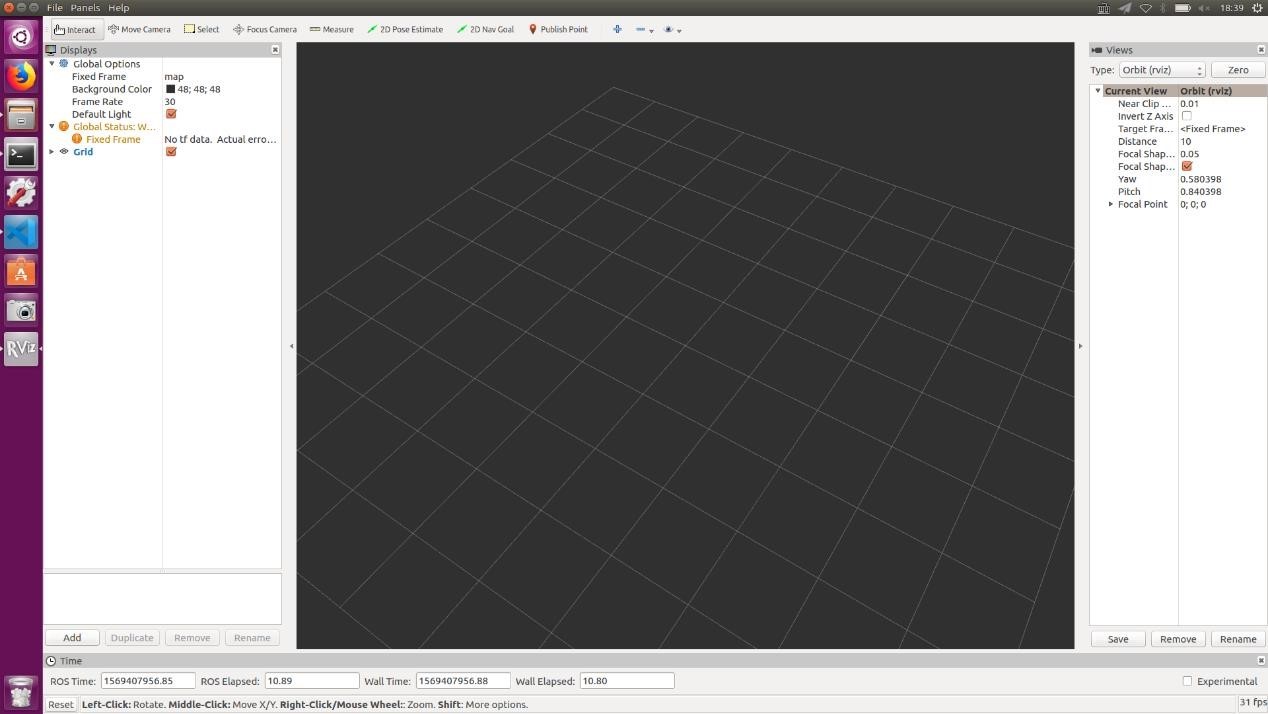 File Panels Help
18:39
Interact Move Camera Select Focus Camera Measure 2D Pose Estimate 2D Nav Goal Publish Point
Displays
Global Options
Fixed Frame map
Background Color 48; 48; 48
Frame Rate 30
Default Light
Global Status: W...
Fixed Frame No tf data. Actual erro...
Grid
Add Duplicate Remove Rename
Views
Type: Orbit (rviz) Zero
Current View Orbit (rviz)
Near Clip ... 0.01
Invert Z Axis
Target Fra... <Fixed Frame>
Distance 10
Focal Shap... 0.05
Focal Shap...
Yaw 0.580398
Pitch 0.840398
Focal Point 0; 0; 0
Save Remove Rename
RViz
Time
ROS Time: 1569407956.85 ROS Elapsed: 10.89 Wall Time: 1569407956.88 Wall Elapsed: 10.80 Experimental
Reset Left-Click: Rotate. Middle-Click: Move X/Y. Right-Click/Mouse Wheel:: Zoom. Shift: More options. 31 fps